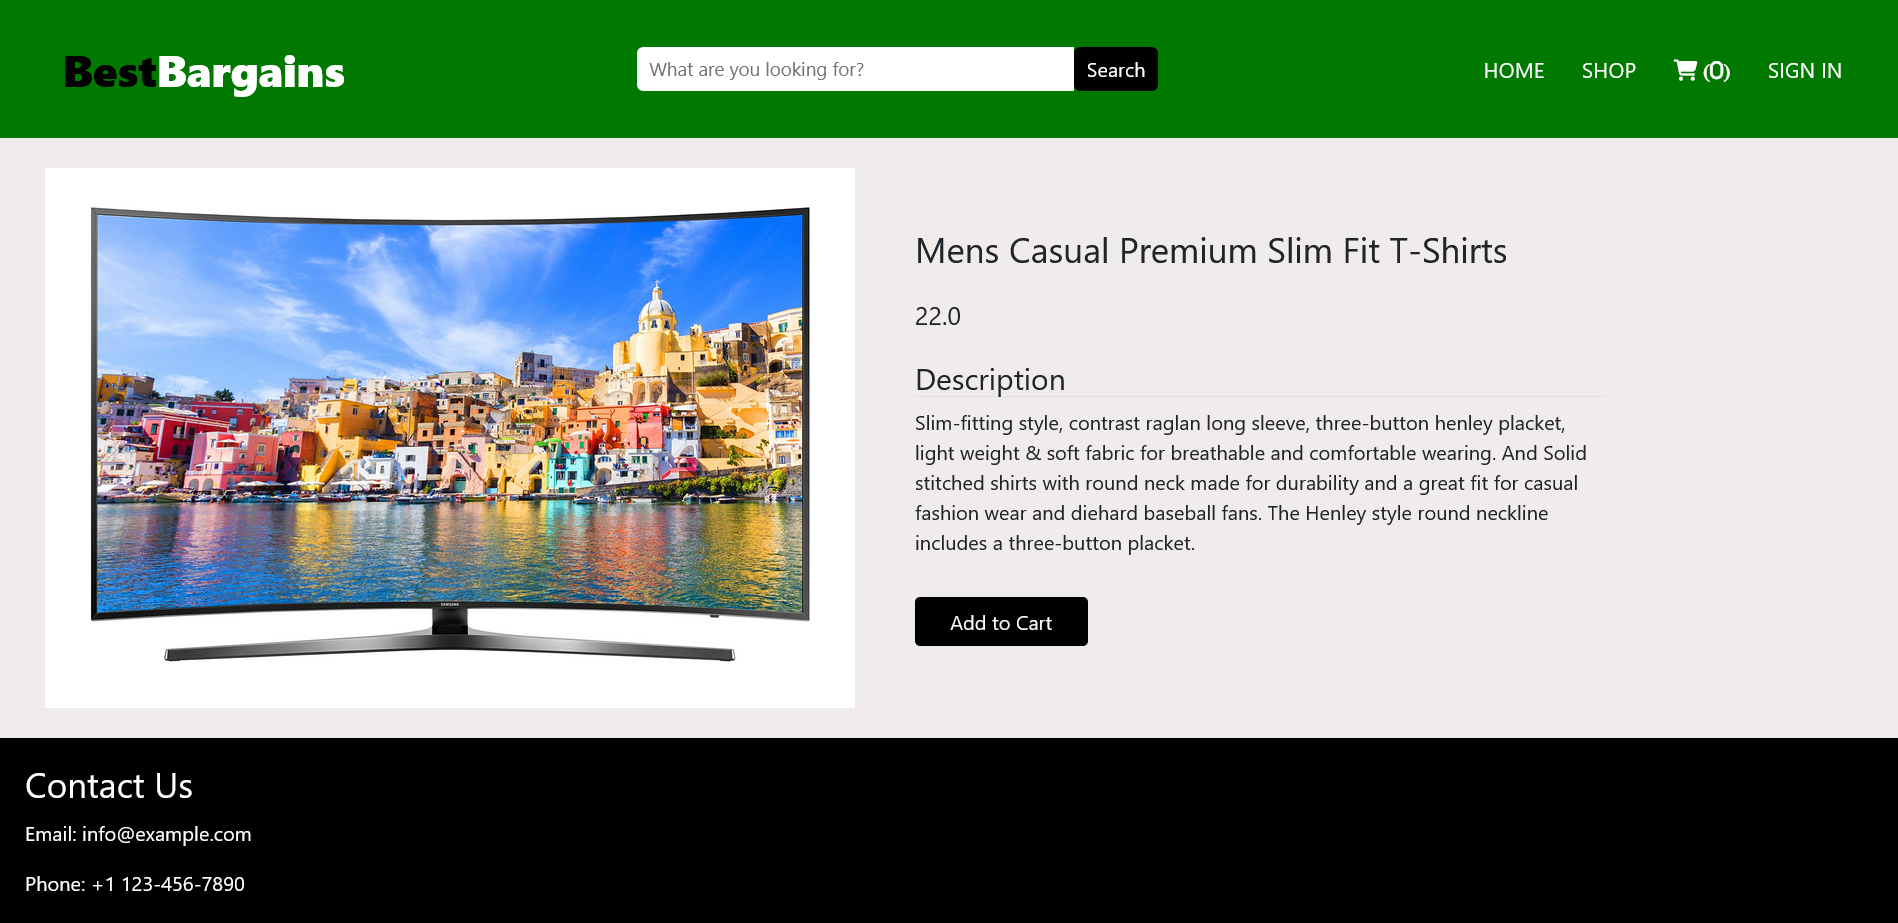 BestBargains
What are you looking for?
Search
HOME
SHOP
(0)
SIGN IN
SAMSUNG
Mens Casual Premium Slim Fit T-Shirts
22.0
Description
Slim-fitting style, contrast raglan long sleeve, three-button henley placket,
light weight & soft fabric for breathable and comfortable wearing. And Solid
stitched shirts with round neck made for durability and a great fit for casual
fashion wear and diehard baseball fans. The Henley style round neckline
includes a three-button placket.
Add to Cart
Contact Us
Email: info@example.com
Phone: +1 123-456-7890